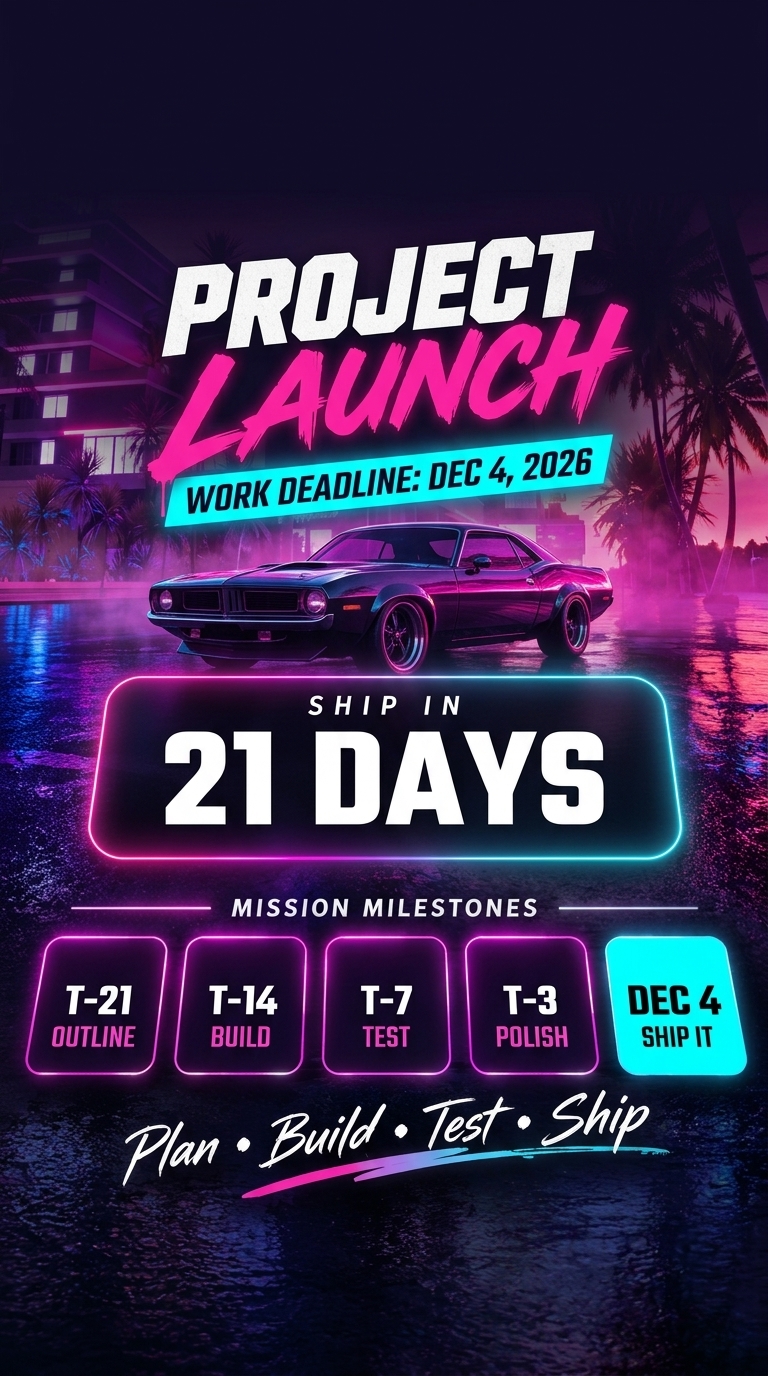 PROJECT
LAUNCH
WORK DEADLINE: DEC 4, 2026
SHIP IN
21 DAYS
MISSION MILESTONES
T-21
OUTLINE
T-14
BUILD
T-7
TEST
T-3
POLISH
DEC 4
SHIP IT
Plan • Build • Test • Ship